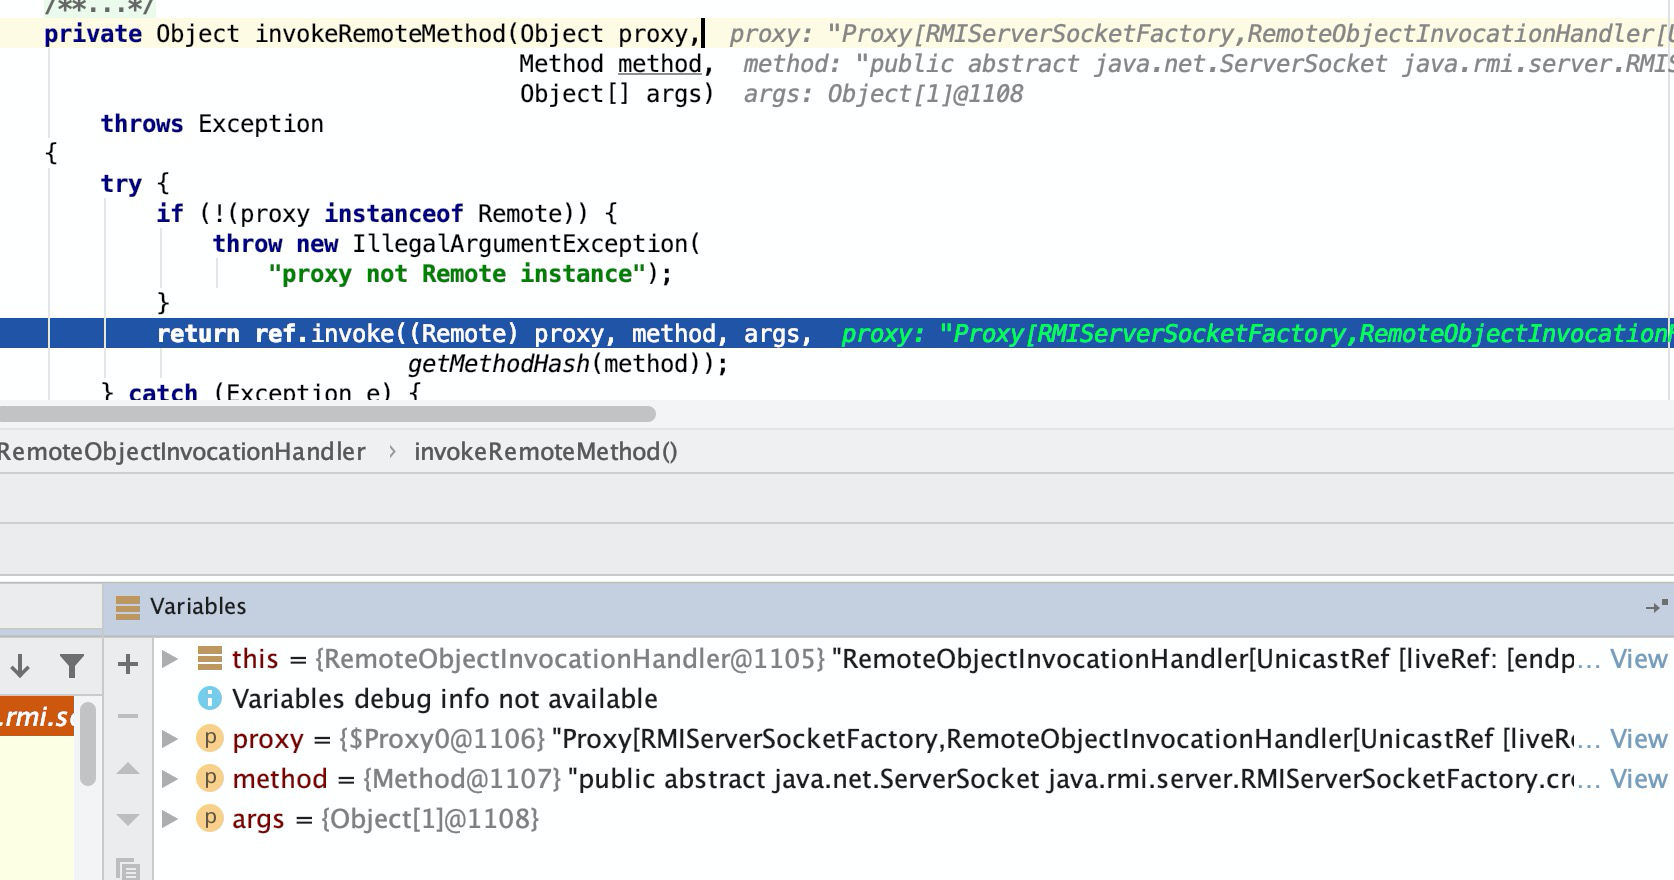 /**...*/
private Object invokeRemoteMethod(Object proxy, proxy: "Proxy[RMIServerSocketFactory,RemoteObjectInvocationHandler[
Method method, method: "public abstract java.net.ServerSocket java.rmi.server.RMIS
Object[] args) args: Object[1]@1108
throws Exception
{
try {
if (!(proxy instanceof Remote)) {
throw new IllegalArgumentException(
"proxy not Remote instance");
}
return ref.invoke((Remote) proxy, method, args, proxy: "Proxy[RMIServerSocketFactory,RemoteObjectInvocation
getMethodHash(method));
} catch (Exception e) {
RemoteObjectInvocationHandler › invokeRemoteMethod()
Variables
this = {RemoteObjectInvocationHandler@1105} "RemoteObjectInvocationHandler[UnicastRef [liveRef: [endp... View
Variables debug info not available
.rmi.s
p proxy = {$Proxy0@1106} "Proxy[RMIServerSocketFactory,RemoteObjectInvocationHandler[UnicastRef [liveR... View
p method = {Method@1107} "public abstract java.net.ServerSocket java.rmi.server.RMIServerSocketFactory.cr... View
p args = {Object[1]@1108}